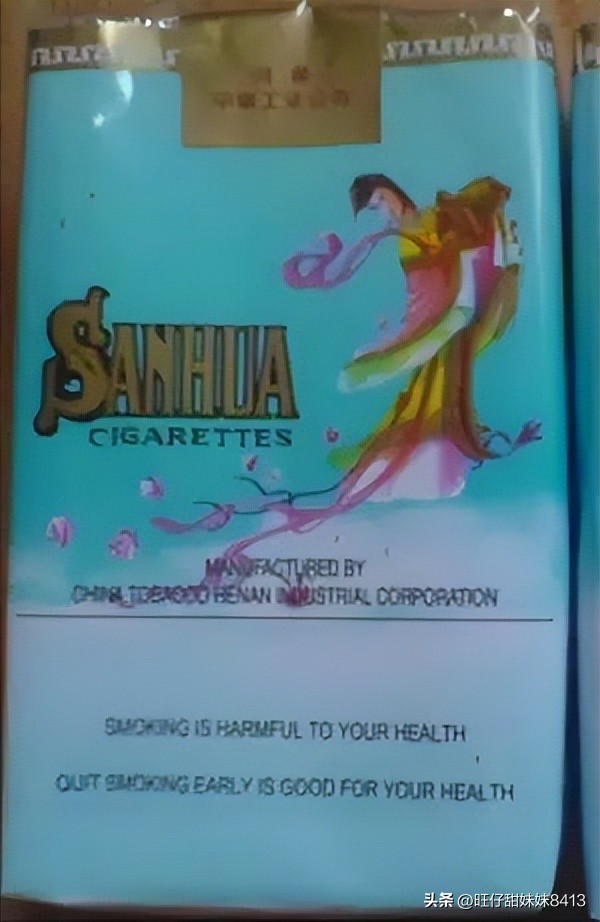 SANHUA
CIGARETTES
MANUFACTURED BY
CHINA TOBACCO HENAN INDUSTRIAL CORPORATION
SMOKING IS HARMFUL TO YOUR HEALTH
QUIT SMOKING EARLY IS GOOD FOR YOUR HEALTH
头条 @旺仔甜妹妹8413